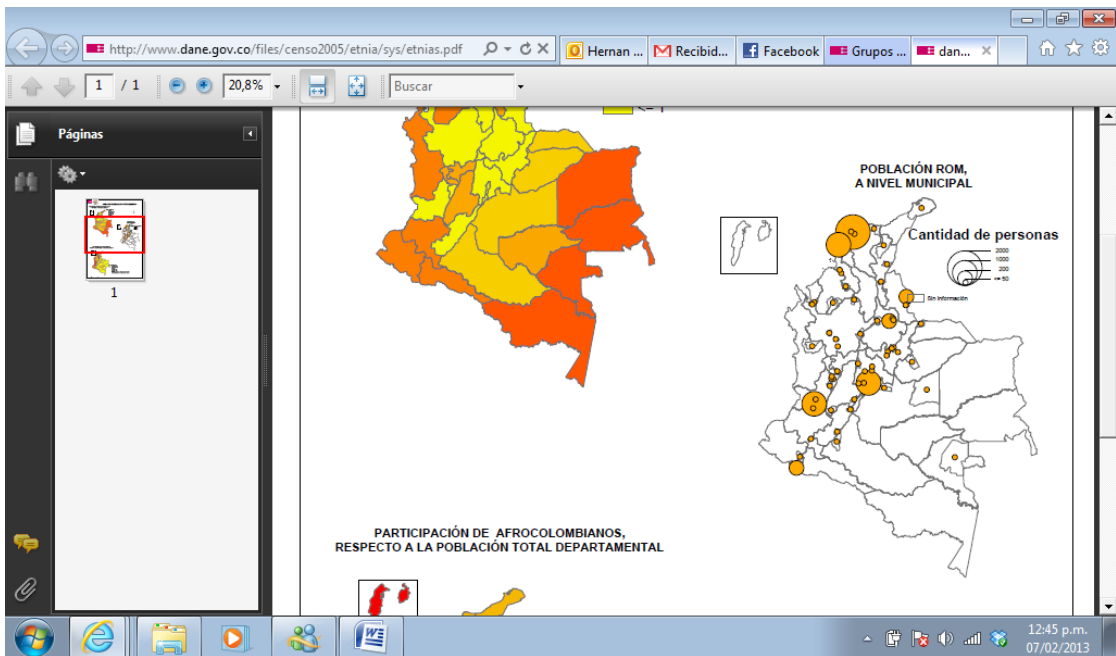 http://www.dane.gov.co/files/censo2005/etnia/sys/etnias.pdf
Hernan ...
Recibid...
Facebook
Grupos ...
dan...
1 / 1
20,8%
Buscar
Páginas
1
POBLACIÓN ROM,
A NIVEL MUNICIPAL
Cantidad de personas
2000
1000
200
<= 50
Sin información
PARTICIPACIÓN DE AFROCOLOMBIANOS,
RESPECTO A LA POBLACIÓN TOTAL DEPARTAMENTAL
12:45 p.m.
07/02/2013